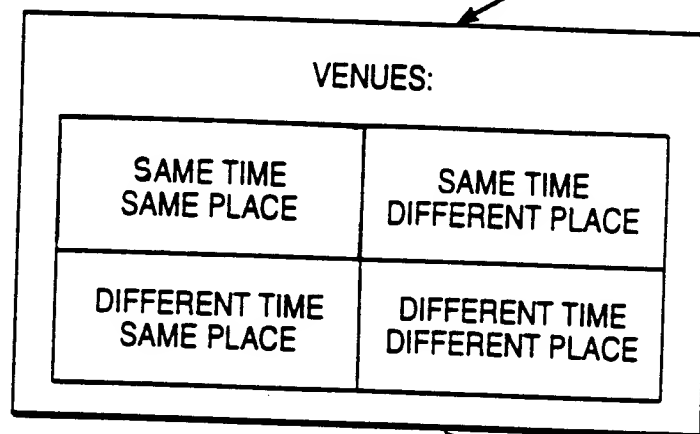 VENUES:
SAME TIME
SAME PLACE
SAME TIME
DIFFERENT PLACE
DIFFERENT TIME
SAME PLACE
DIFFERENT TIME
DIFFERENT PLACE